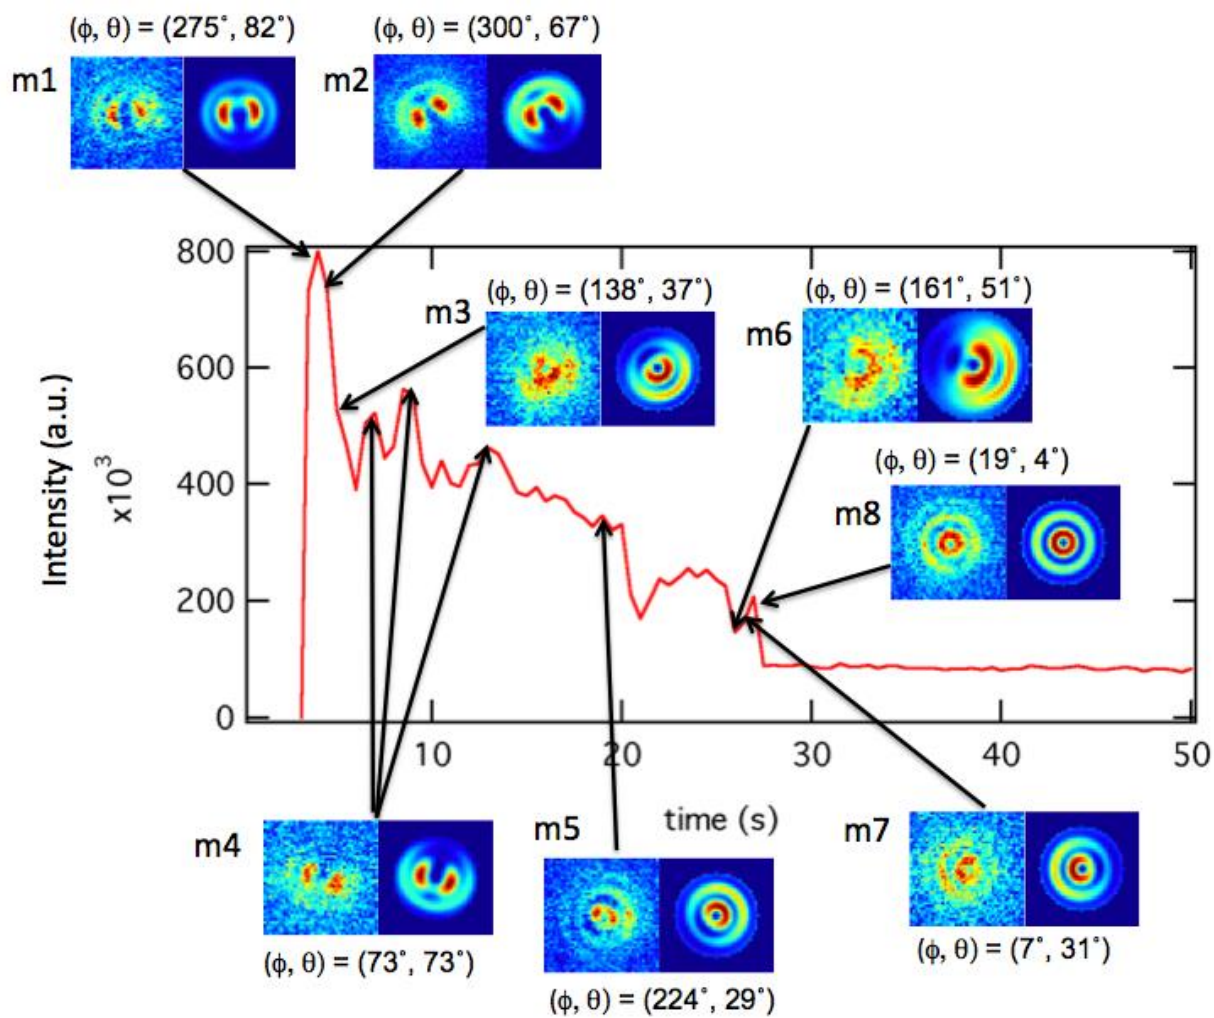 (ϕ, θ) = (275˚, 82˚)
(ϕ, θ) = (300˚, 67˚)
m1
m2
800
600
400
200
0
Intensity (a.u.)
x10³
m3
(ϕ, θ) = (138˚, 37˚)
(ϕ, θ) = (161˚, 51˚)
m6
(ϕ, θ) = (19˚, 4˚)
m8
10
20
30
40
50
time (s)
m4
(ϕ, θ) = (73˚, 73˚)
m5
(ϕ, θ) = (224˚, 29˚)
m7
(ϕ, θ) = (7˚, 31˚)